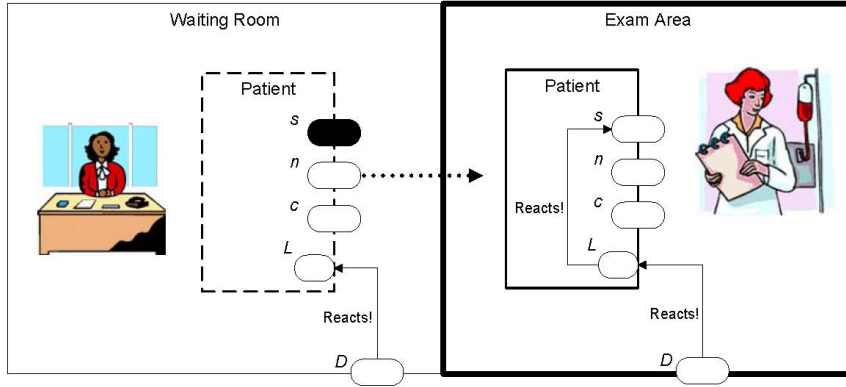 Waiting Room
Exam Area
Patient
s
n
c
L
Reacts!
D
Patient
s
n
c
L
Reacts!
Reacts!
D